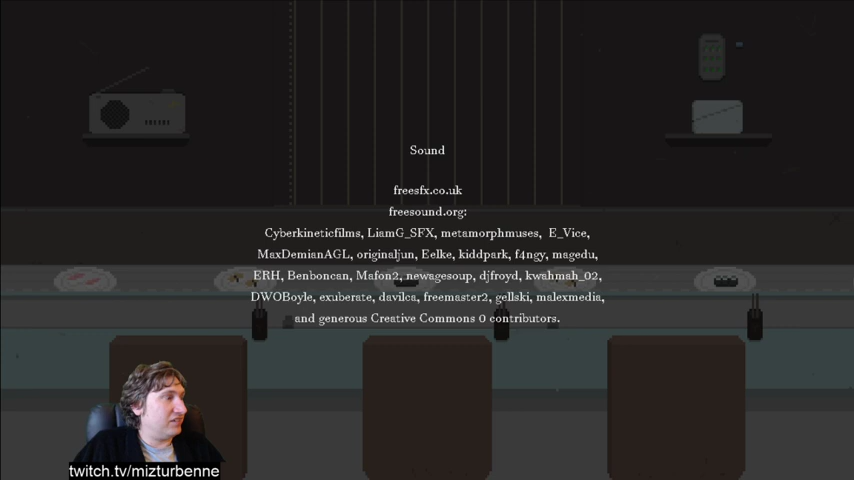 Sound
freesfx.co.uk
freesound.org:
Cyberkineticfilms, LiamG_SFX, metamorphmuses, E_Vice,
MaxDemianAGL, originaljun, Eelke, kiddpark, f4ngy, magedu,
ERH, Benboncan, Mafon2, newagesoup, djfroyd, kwahmah_02,
DWOBoyle, exuberate, davilca, freemaster2, gellski, malexmedia,
and generous Creative Commons 0 contributors.
twitch.tv/mizturbenne